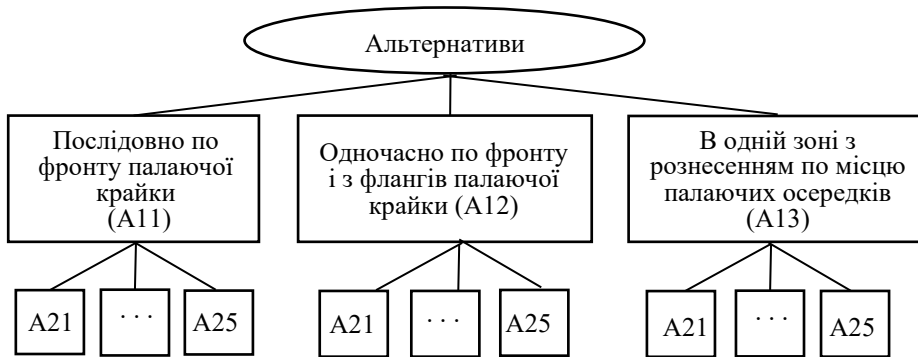 Альтернативи
Послідовно по
фронту палаючої
крайки
(А11)
Одночасно по фронту
і з флангів палаючої
крайки (А12)
В одній зоні з
рознесенням по місцю
палаючих осередків
(А13)
А21
. . .
А25
А21
. . .
А25
А21
. . .
А25